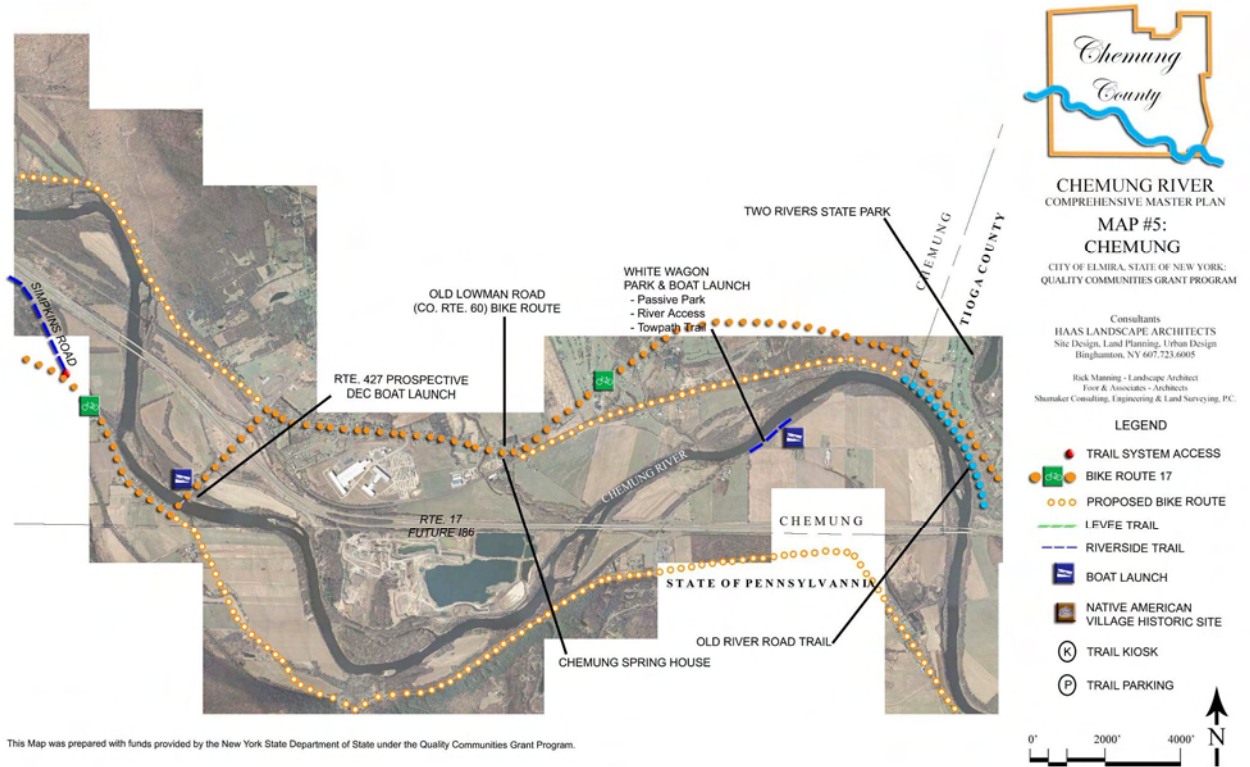 Chemung
County
CHEMUNG RIVER
COMPREHENSIVE MASTER PLAN
MAP #5:
CHEMUNG
CITY OF ELMIRA, STATE OF NEW YORK:
QUALITY COMMUNITIES GRANT PROGRAM
Consultants
HAAS LANDSCAPE ARCHITECTS
Site Design, Land Planning, Urban Design
Binghamton, NY 607.723.6005
Rick Manning - Landscape Architect
Foor & Associates - Architects
Shumaker Consulting, Engineering & Land Surveying, P.C.
LEGEND
TRAIL SYSTEM ACCESS
BIKE ROUTE 17
PROPOSED BIKE ROUTE
LEVEE TRAIL
RIVERSIDE TRAIL
BOAT LAUNCH
NATIVE AMERICAN
VILLAGE HISTORIC SITE
K TRAIL KIOSK
P TRAIL PARKING
0'
2000'
4000'
N
TWO RIVERS STATE PARK
CHEMUNG
TIOGA COUNTY
WHITE WAGON
PARK & BOAT LAUNCH
- Passive Park
- River Access
- Towpath Trail
OLD LOWMAN ROAD
(CO. RTE. 60) BIKE ROUTE
SIMPKINS ROAD
RTE. 427 PROSPECTIVE
DEC BOAT LAUNCH
CHEMUNG RIVER
RTE. 17
FUTURE I86
CHEMUNG
STATE OF PENNSYLVANNIA
OLD RIVER ROAD TRAIL
CHEMUNG SPRING HOUSE
This Map was prepared with funds provided by the New York State Department of State under the Quality Communities Grant Program.